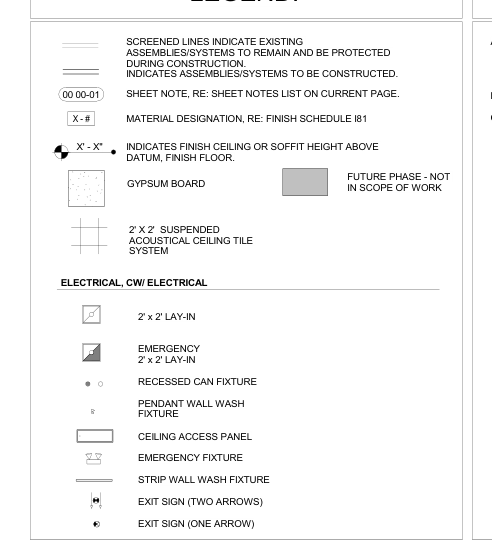 LEGEND:
SCREENED LINES INDICATE EXISTING
ASSEMBLIES/SYSTEMS TO REMAIN AND BE PROTECTED
DURING CONSTRUCTION.
INDICATES ASSEMBLIES/SYSTEMS TO BE CONSTRUCTED.
00 00-01
SHEET NOTE, RE: SHEET NOTES LIST ON CURRENT PAGE.
X - #
MATERIAL DESIGNATION, RE: FINISH SCHEDULE I81
X' - X"
INDICATES FINISH CEILING OR SOFFIT HEIGHT ABOVE
DATUM, FINISH FLOOR.
GYPSUM BOARD
FUTURE PHASE - NOT
IN SCOPE OF WORK
2' X 2' SUSPENDED
ACOUSTICAL CEILING TILE
SYSTEM
ELECTRICAL, CW/ ELECTRICAL
2' x 2' LAY-IN
EMERGENCY
2' x 2' LAY-IN
RECESSED CAN FIXTURE
PENDANT WALL WASH
FIXTURE
CEILING ACCESS PANEL
EMERGENCY FIXTURE
STRIP WALL WASH FIXTURE
EXIT SIGN (TWO ARROWS)
EXIT SIGN (ONE ARROW)